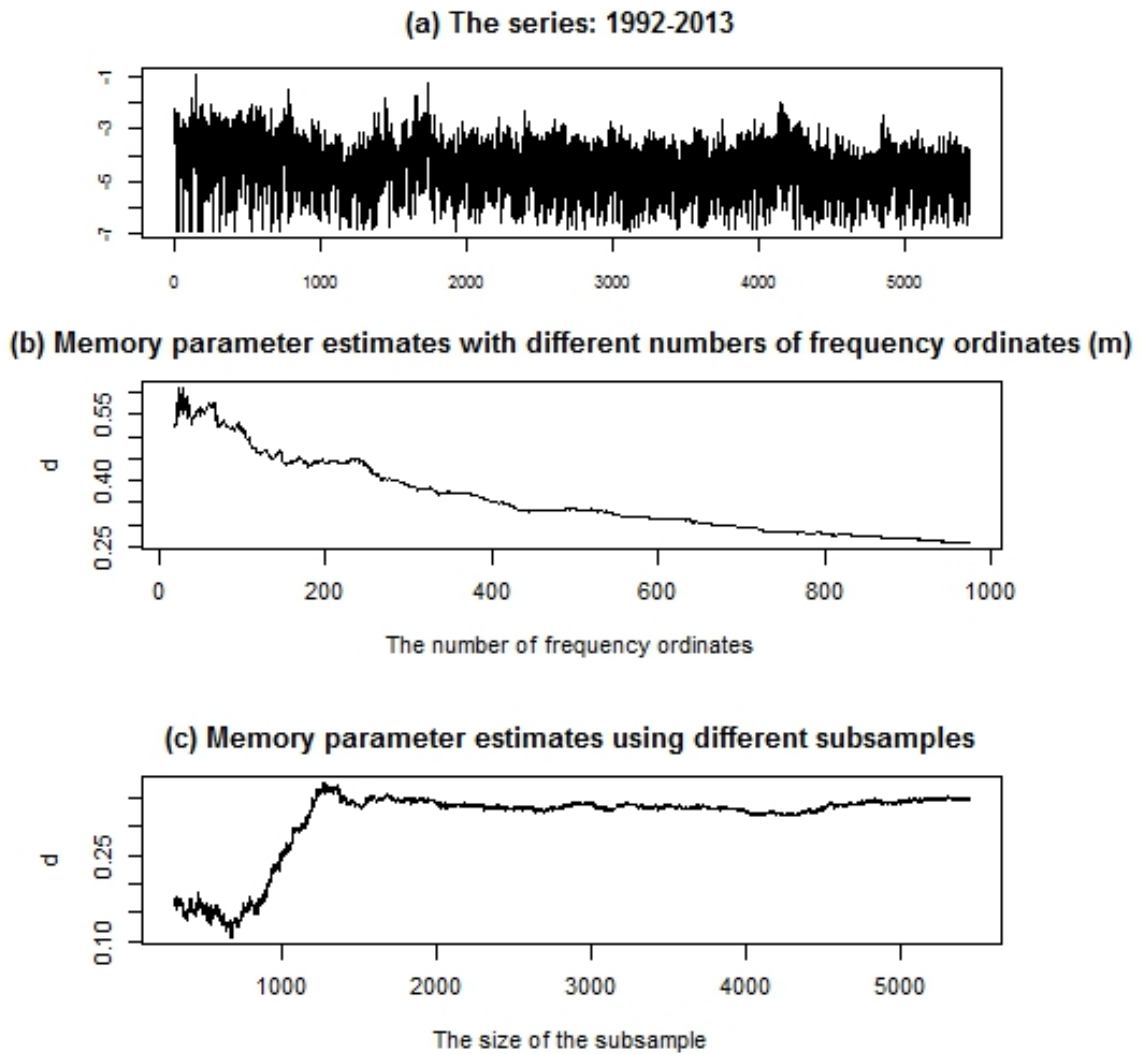 (a) The series: 1992-2013
-1
-3
-5
-7
0 1000 2000 3000 4000 5000
(b) Memory parameter estimates with different numbers of frequency ordinates (m)
0.55
0.40
0.25
d
0 200 400 600 800 1000
The number of frequency ordinates
(c) Memory parameter estimates using different subsamples
0.25
0.10
d
1000 2000 3000 4000 5000
The size of the subsample